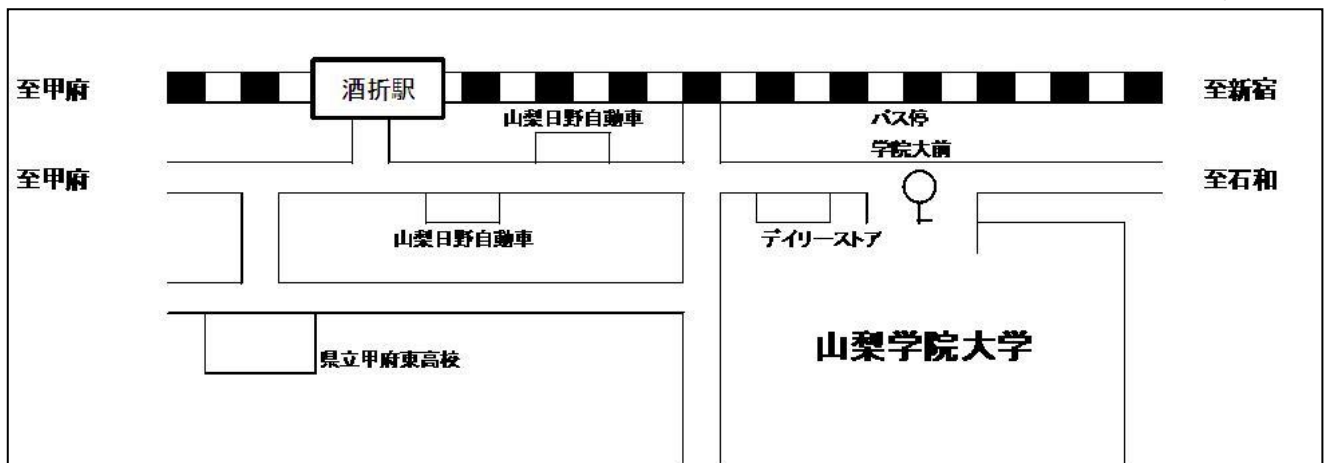 至甲府
酒折駅
至新宿
山梨日野自動車
バス停
学院大前
至甲府
至石和
山梨日野自動車
デイリーストア
山梨学院大学
県立甲府東高校